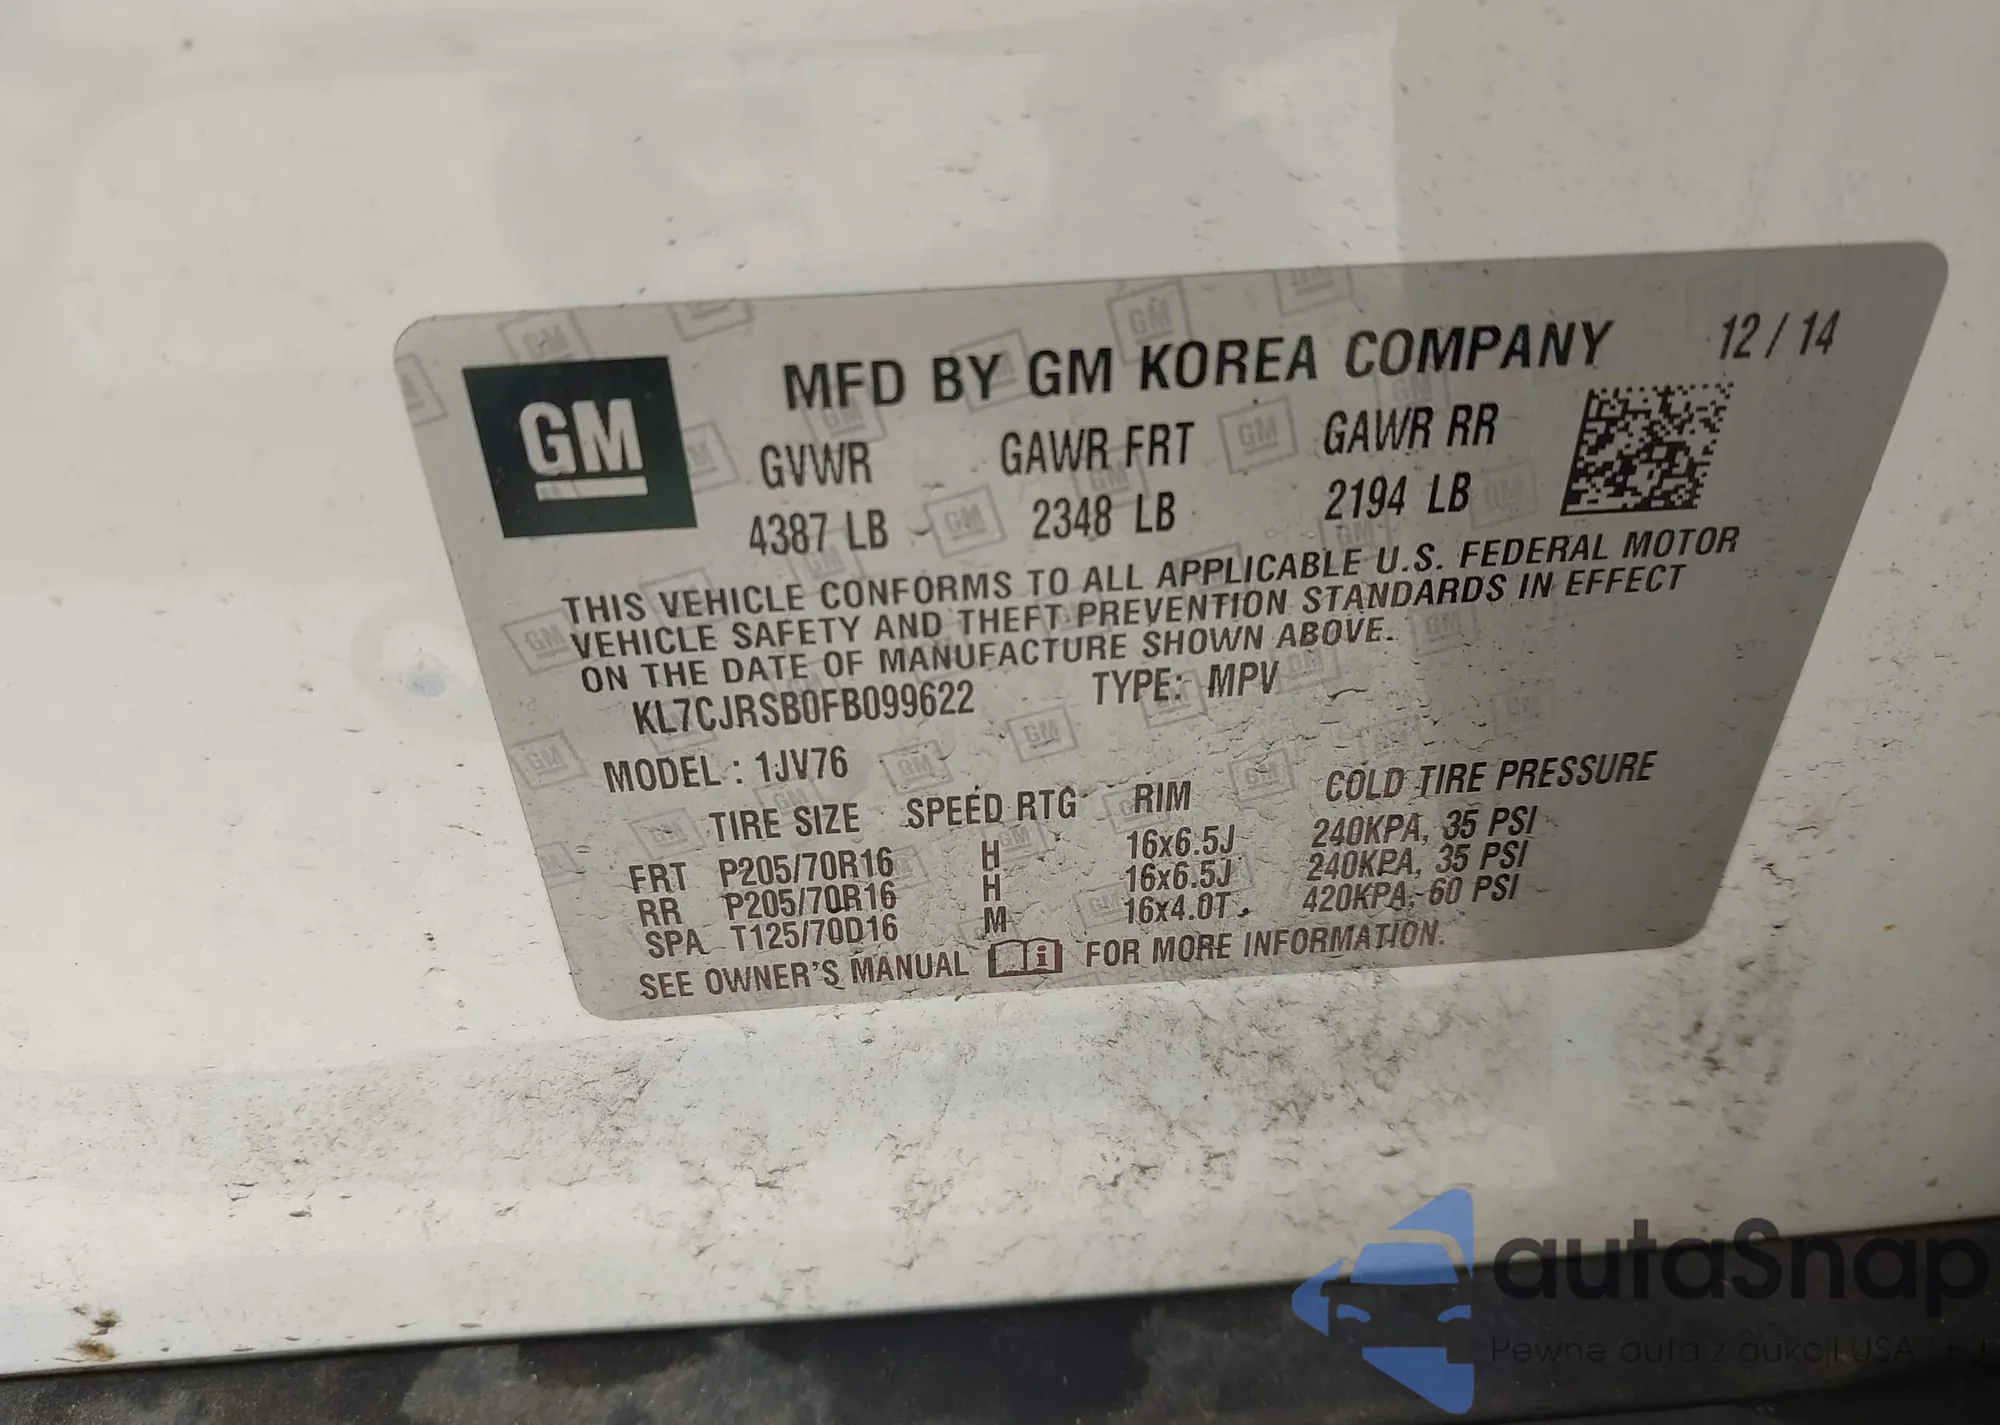 GM
MFD BY GM KOREA COMPANY 12/14
GVWR GAWR FRT GAWR RR
4387 LB 2348 LB 2194 LB
THIS VEHICLE CONFORMS TO ALL APPLICABLE U.S. FEDERAL MOTOR
VEHICLE SAFETY AND THEFT PREVENTION STANDARDS IN EFFECT
ON THE DATE OF MANUFACTURE SHOWN ABOVE.
KL7CJRSB0FB099622 TYPE: MPV
MODEL: 1JV76
TIRE SIZE SPEED RTG RIM COLD TIRE PRESSURE
FRT P205/70R16 H 16x6.5J 240KPA, 35 PSI
RR P205/70R16 H 16x6.5J 240KPA, 35 PSI
SPA T125/70D16 M 16x4.0T 420KPA, 60 PSI
SEE OWNER'S MANUAL i FOR MORE INFORMATION.
autaSnap
Pewne auta z aukcji USA